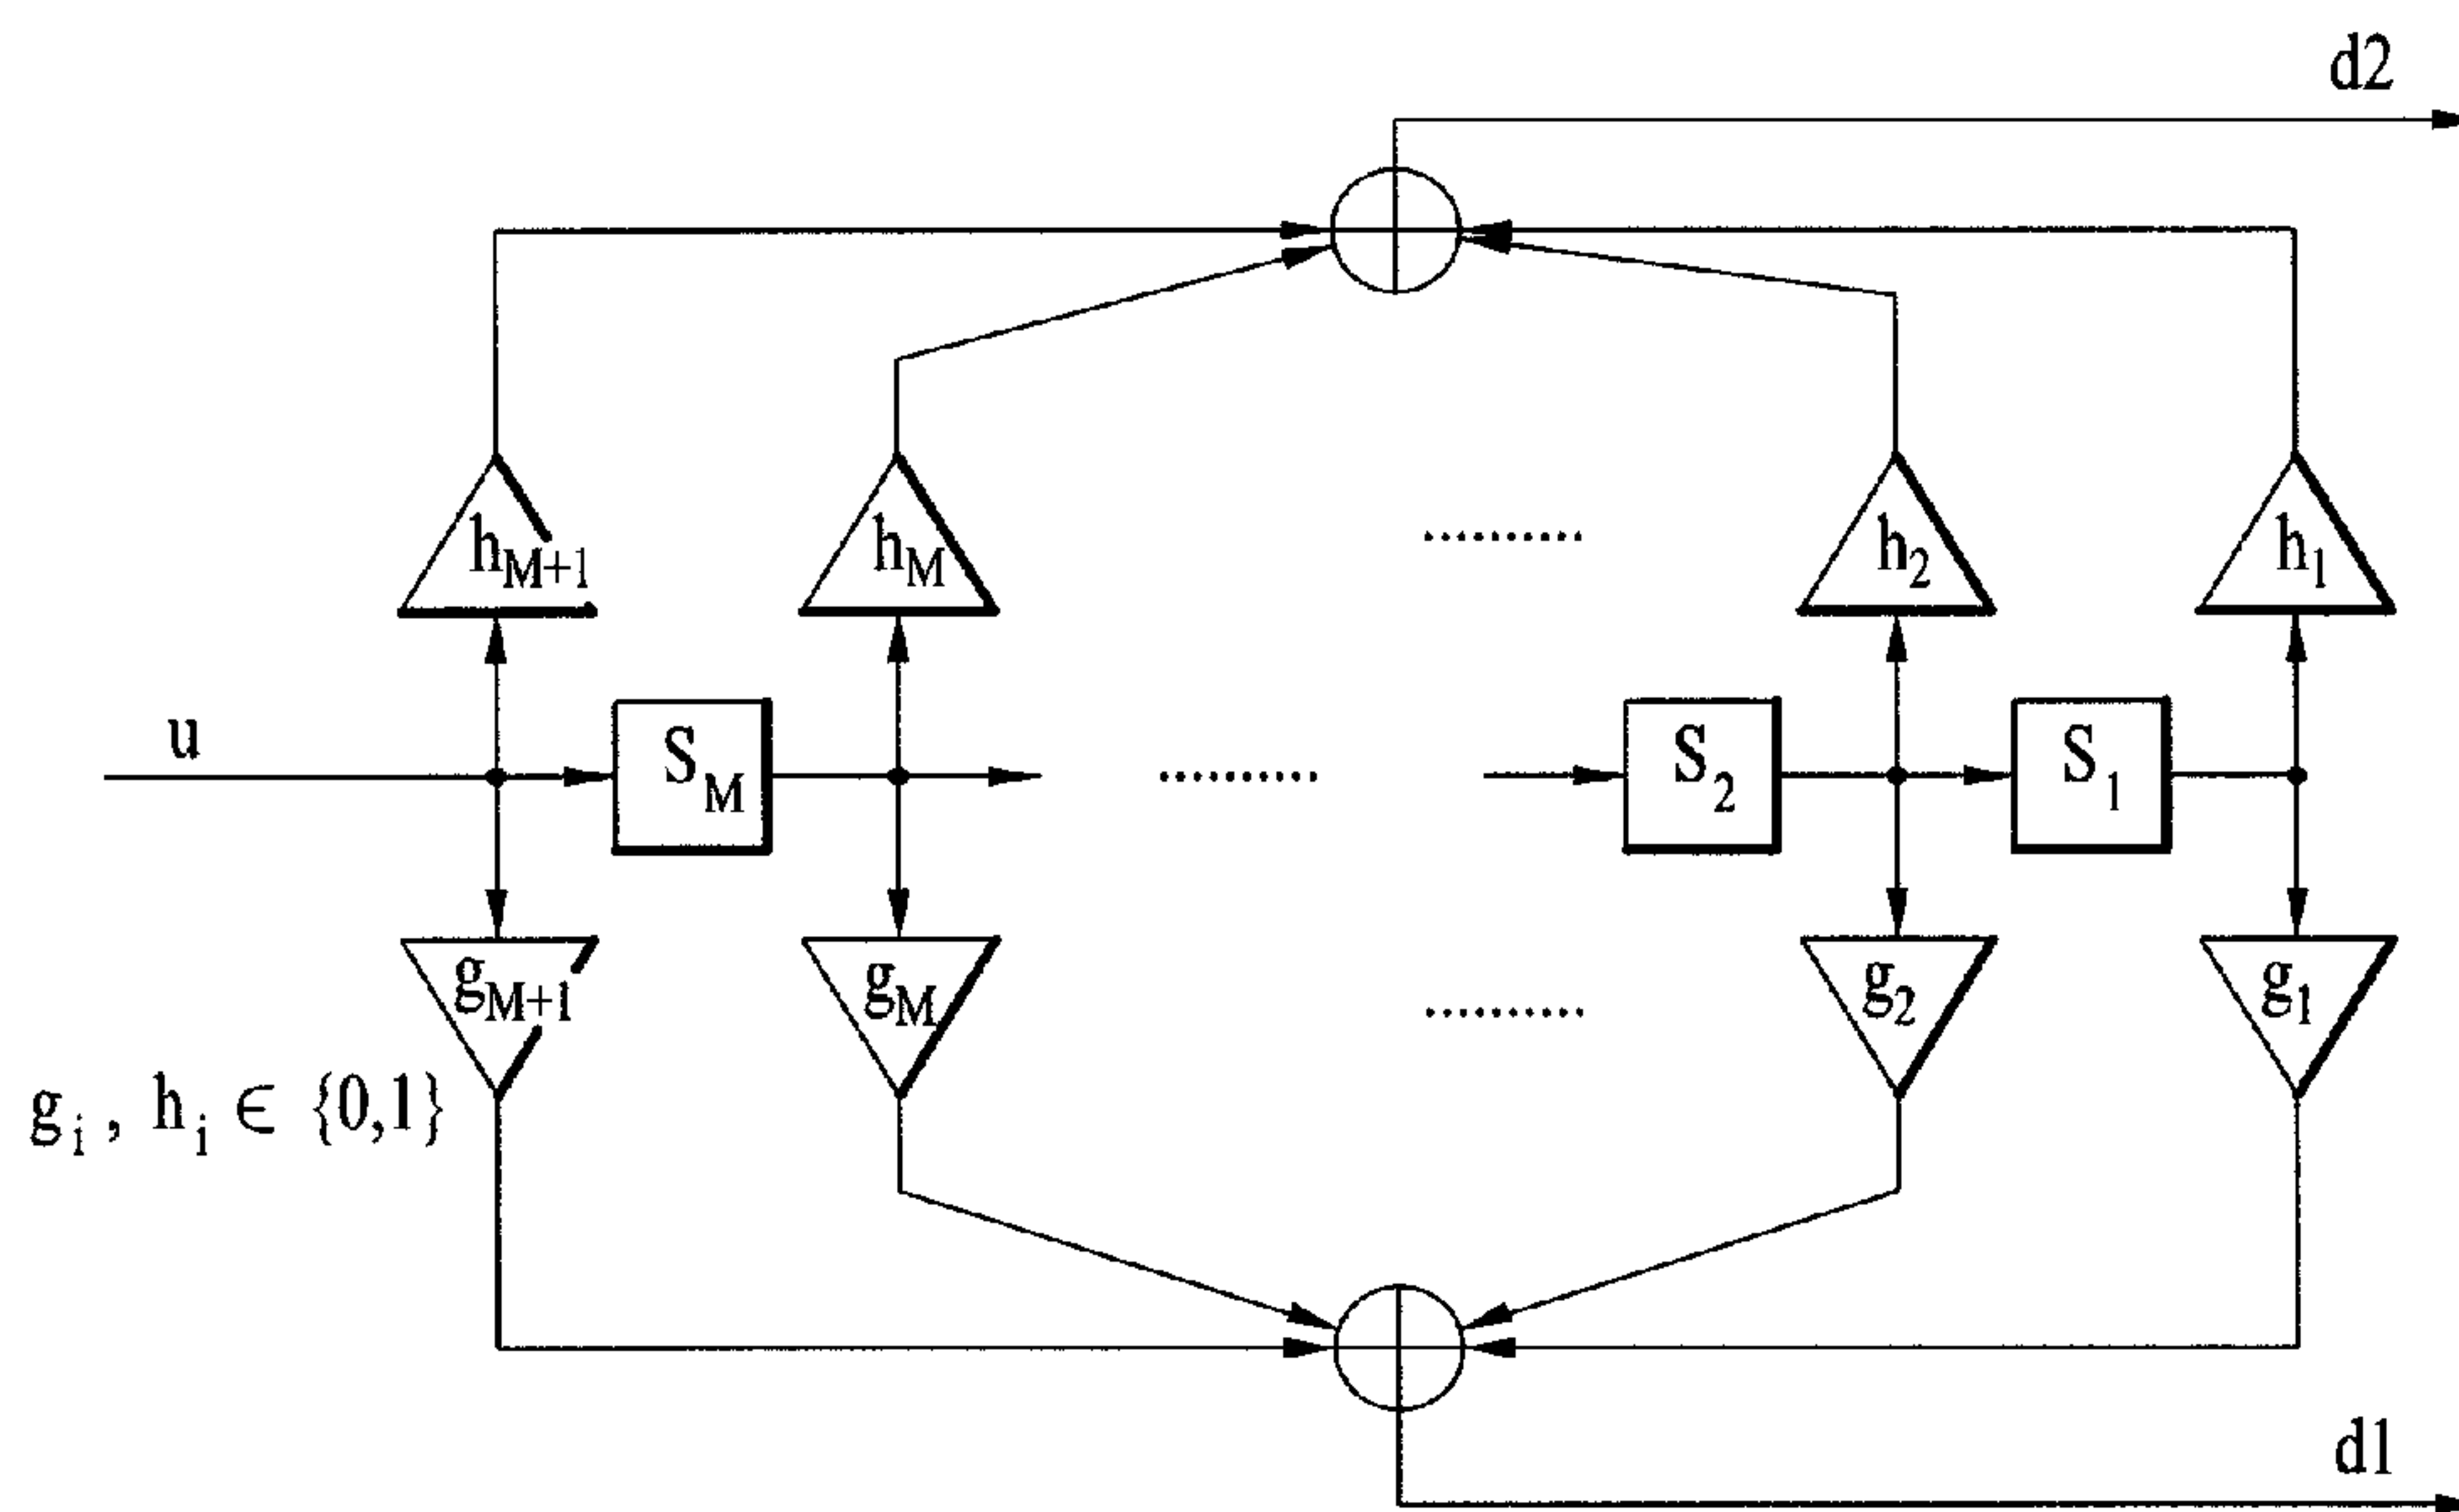 d2
h_{M+1} h_M ......... h_2 h_1
u S_M ......... S_2 S_1
g_{M+1} g_M ......... g_2 g_1
g_i , h_i ∈ {0,1}
d1